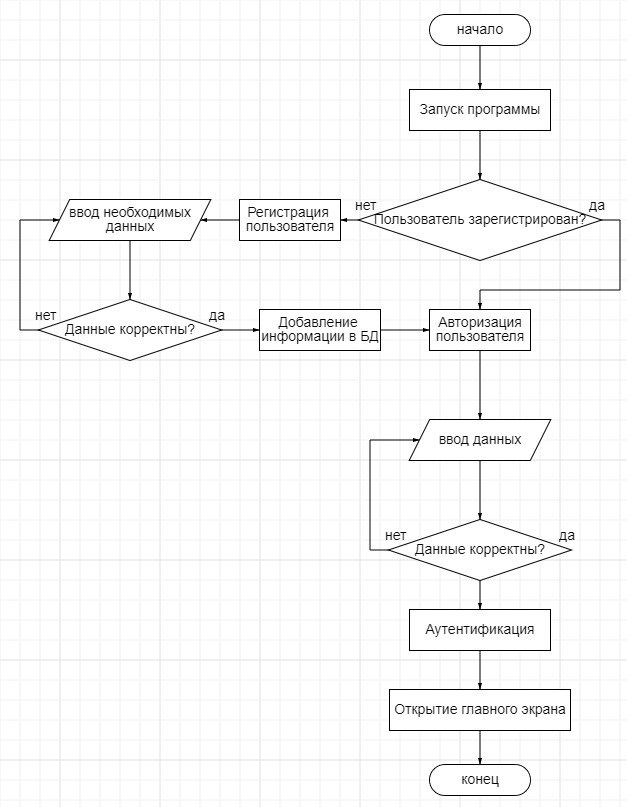 начало
Запуск программы
нет
Пользователь зарегистрирован?
да
ввод необходимых
данных
Регистрация
пользователя
нет
Данные корректны?
да
Добавление
информации в БД
Авторизация
пользователя
ввод данных
нет
Данные корректны?
да
Аутентификация
Открытие главного экрана
конец